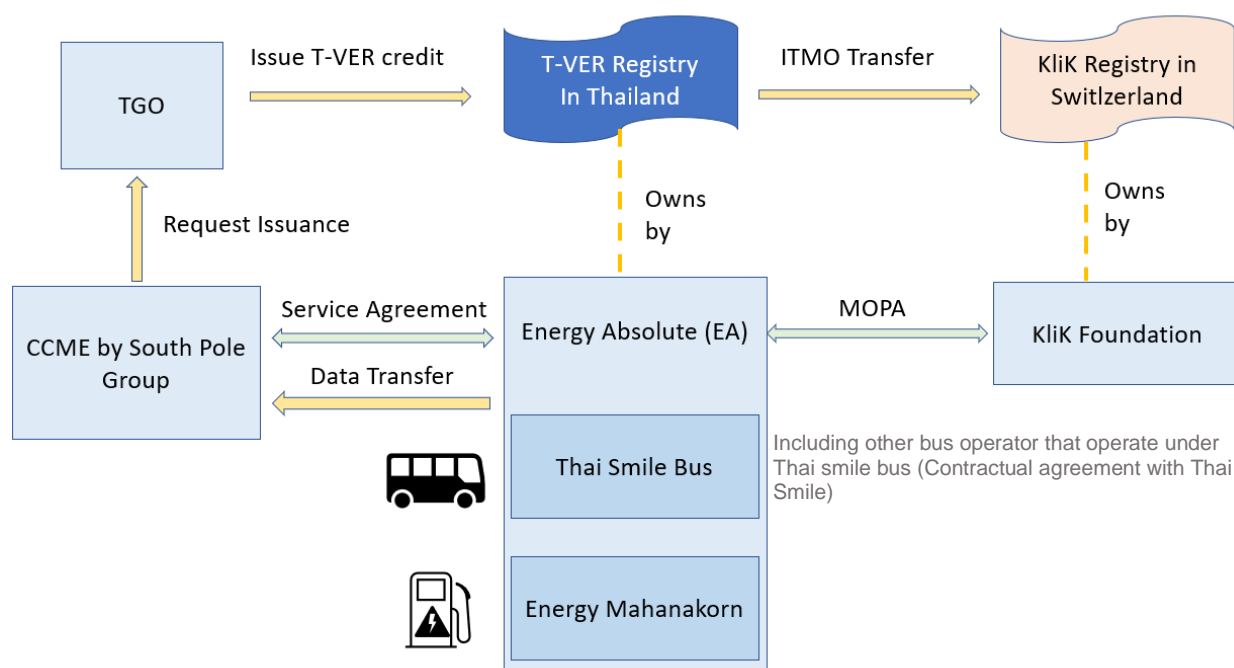 TGO
Issue T-VER credit
T-VER Registry
In Thailand
ITMO Transfer
KliK Registry in
Switlzerland
Request Issuance
Owns
by
Owns
by
CCME by South Pole
Group
Service Agreement
Data Transfer
Energy Absolute (EA)
MOPA
KliK Foundation
Thai Smile Bus
Including other bus operator that operate under
Thai smile bus (Contractual agreement with Thai
Smile)
Energy Mahanakorn